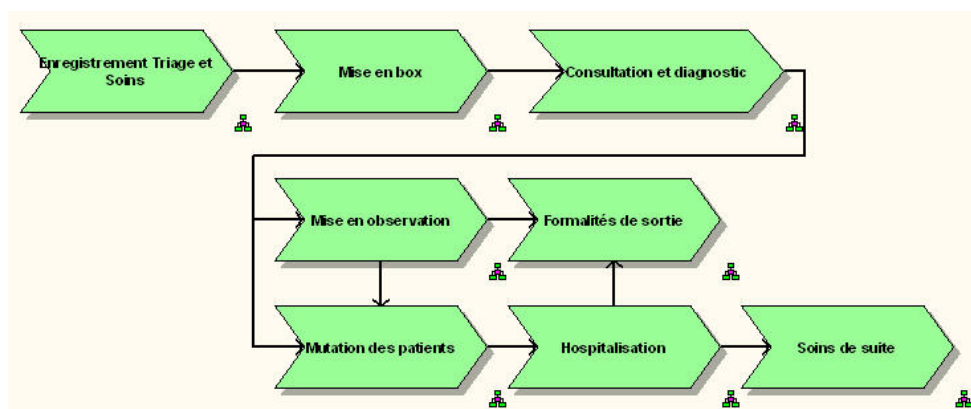 Enregistrement Triage et
Soins
Mise en box
Consultation et diagnostic
Mise en observation
Formalités de sortie
Mutation des patients
Hospitalisation
Soins de suite